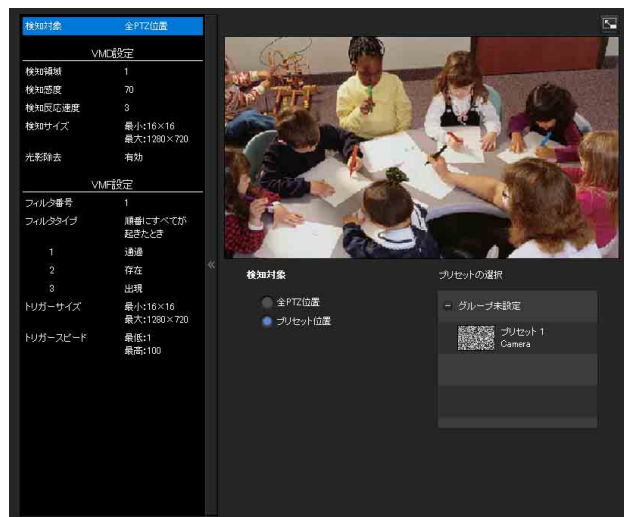 検知対象 全PTZ位置
VMD設定
検知領域 1
検知感度 70
検知反応速度 3
検知サイズ 最小:16×16
最大:1280×720
光影除去 有効
VMF設定
フィルタ番号 1
フィルタタイプ 順番にすべてが
起きたとき
1 通過
2 存在
3 出現
トリガーサイズ 最小:16×16
最大:1280×720
トリガースピード 最低:1
最高:100
検知対象
全PTZ位置
プリセット位置
プリセットの選択
グループ未設定
プリセット 1
Camera